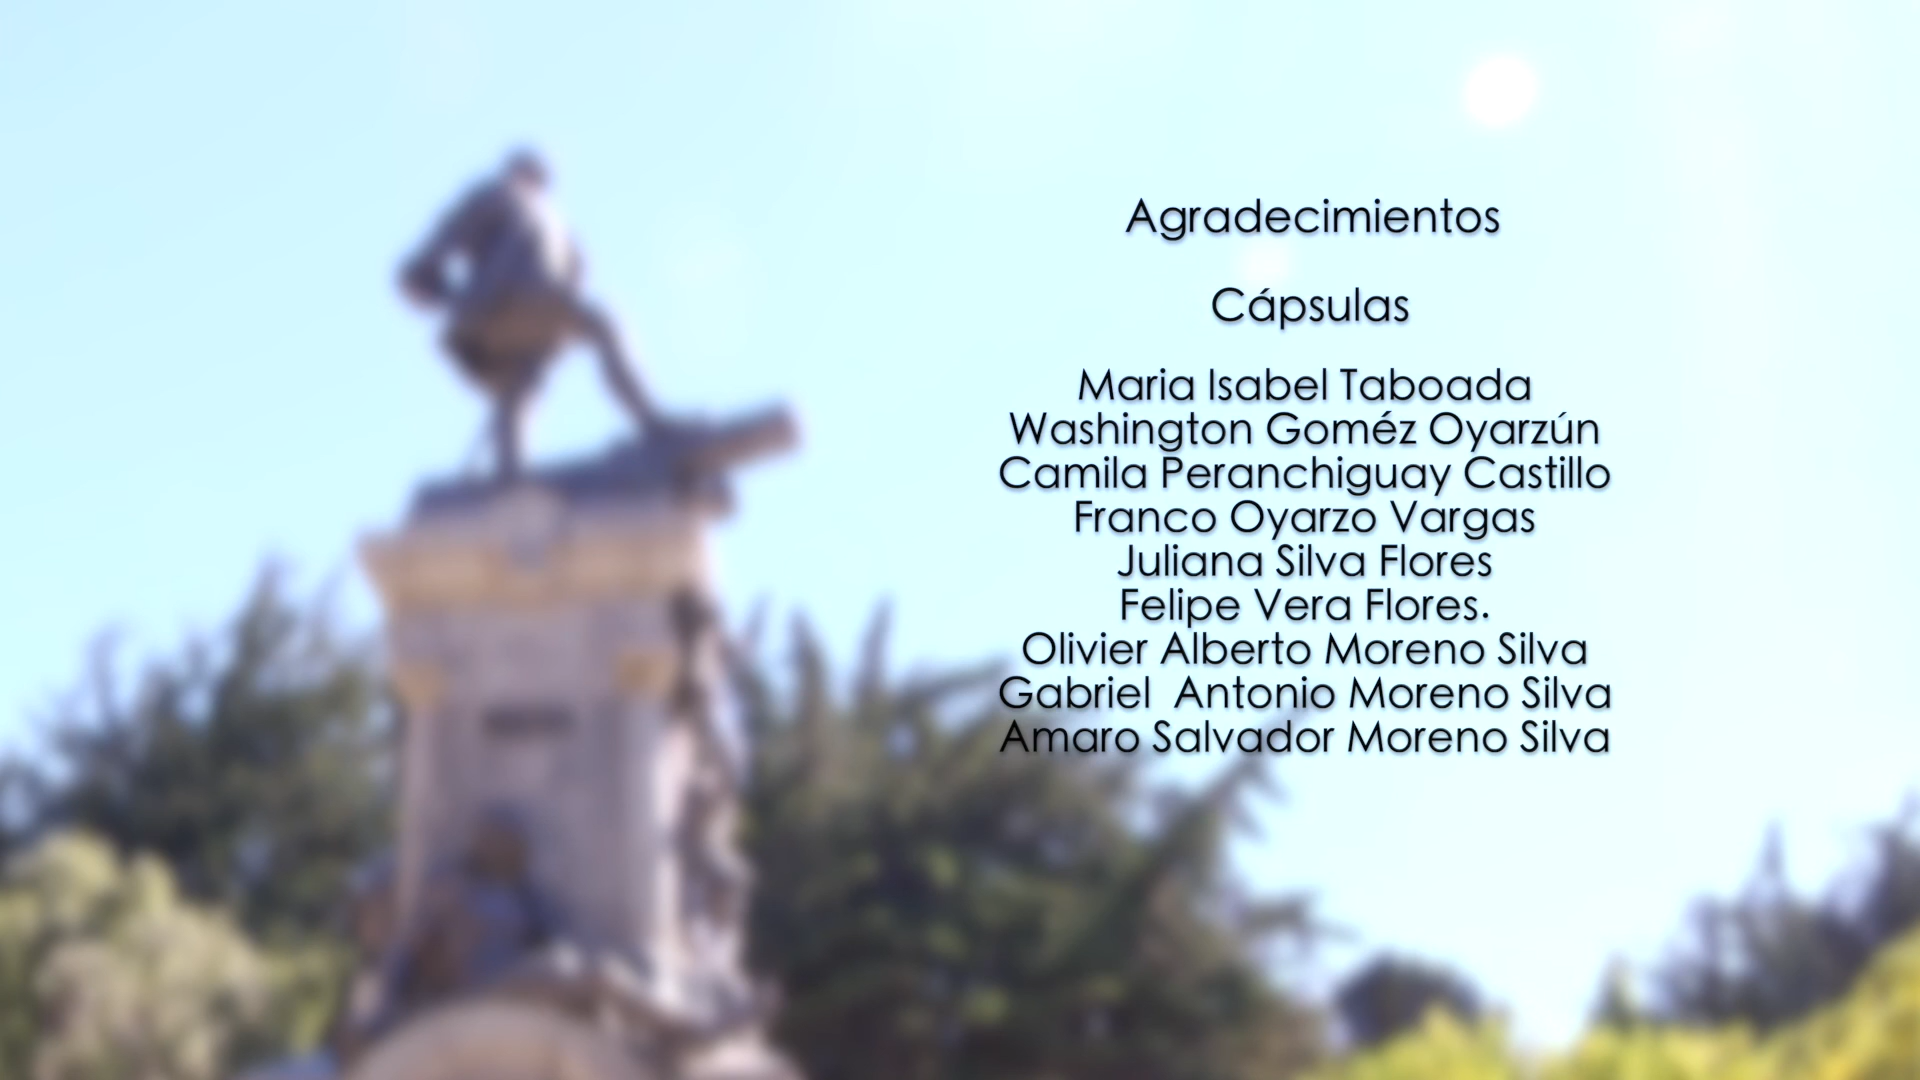 Agradecimientos
Cápsulas
Maria Isabel Taboada
Washington Goméz Oyarzún
Camila Peranchiguay Castillo
Franco Oyarzo Vargas
Juliana Silva Flores
Felipe Vera Flores.
Olivier Alberto Moreno Silva
Gabriel  Antonio Moreno Silva
Amaro Salvador Moreno Silva